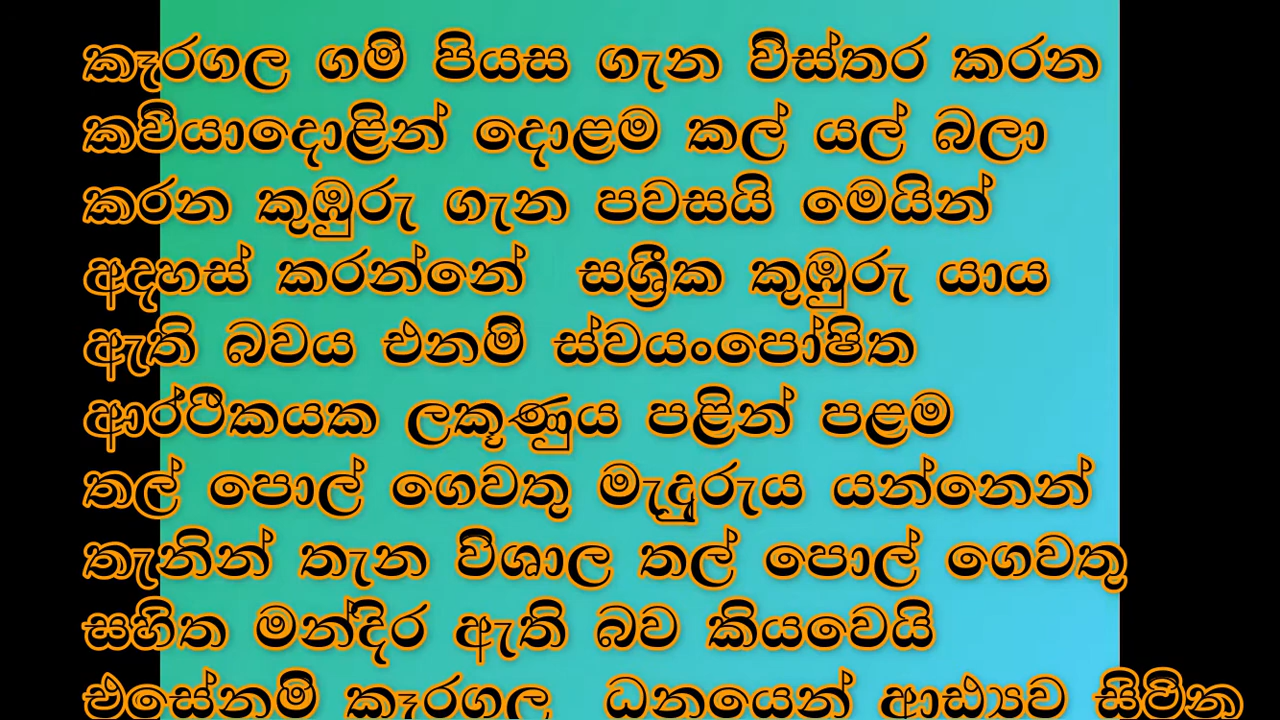 කෑරගල ගම් පියස ගැන විස්තර කරන
කවියාදොළින් දොළම කල් යල් බලා
කරන කුඹුරු ගැන පවසයි මෙයින්
අදහස් කරන්නේ සශ්‍රීක කුඹුරු යාය
ඇති බවය එනම් ස්වයංපෝෂිත
ආර්ථිකයක ලකූණුය පළින් පළම
තල් පොල් ගෙවතු මැදුරුය යන්නෙන්
තැනින් තැන විශාල තල් පොල් ගෙවතු
සහිත මන්දිර ඇති බව කියවෙයි
එසේනම් කෑරගල ධනයෙන් ආඪ්‍යව සිටින